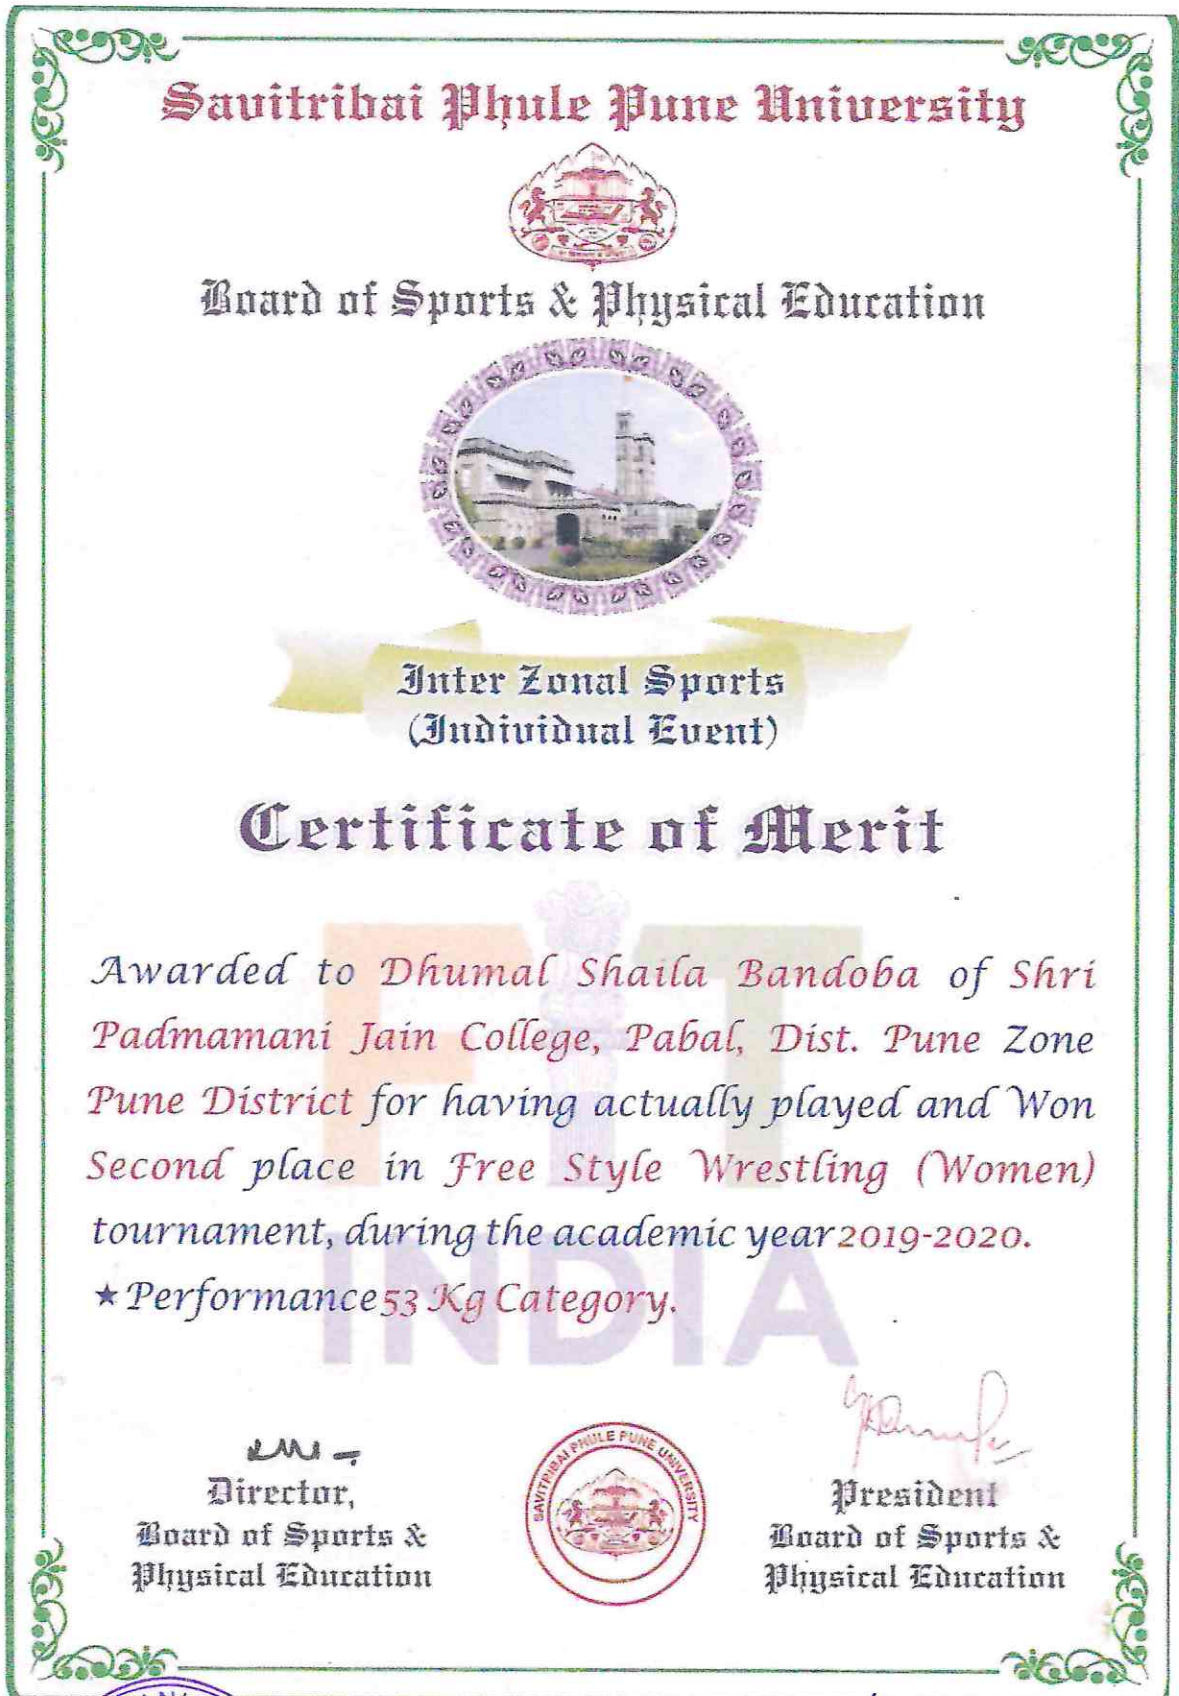 Savitribai Phule Pune University
Board of Sports & Physical Education
Inter Zonal Sports
(Individual Event)
Certificate of Merit
FIT
INDIA
Awarded to Dhumal Shaila Bandoba of Shri
Padmamani Jain College, Pabal, Dist. Pune Zone
Pune District for having actually played and Won
Second place in Free Style Wrestling (Women)
tournament, during the academic year 2019-2020.
★ Performance 53 Kg Category.
Director,
Board of Sports &
Physical Education
SAVITRIBAI PHULE PUNE UNIVERSITY
President
Board of Sports &
Physical Education